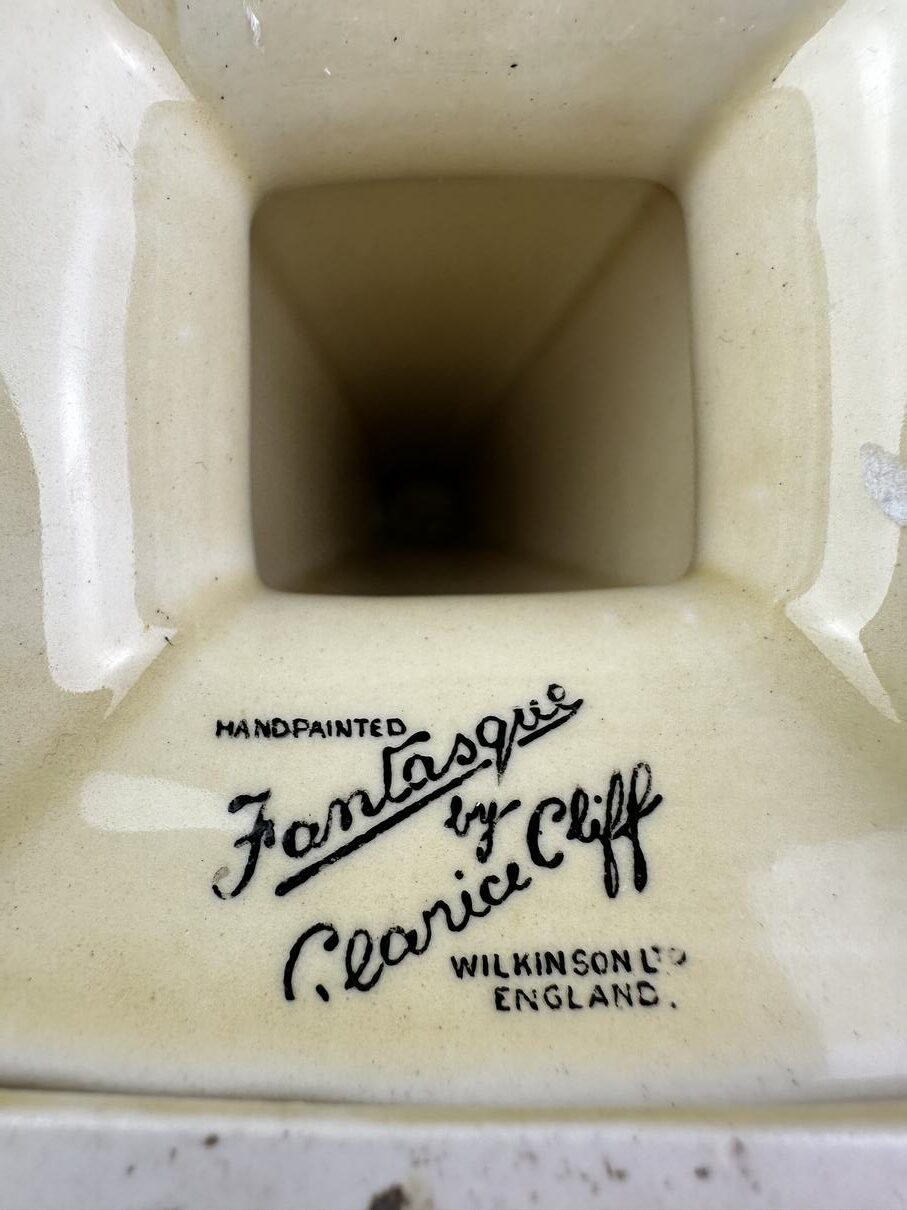 HANDPAINTED
Fantasque
by
Clarice Cliff
WILKINSON LTD
ENGLAND.